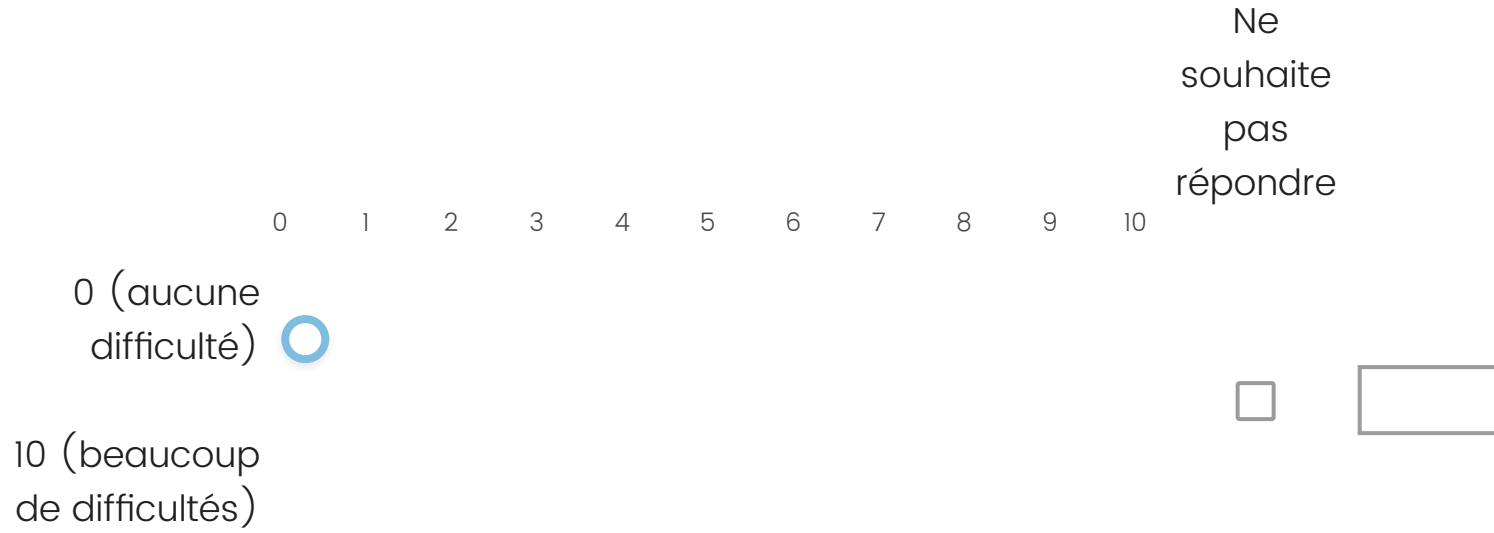 Ne
souhaite
pas
répondre
0 1 2 3 4 5 6 7 8 9 10
0 (aucune
difficulté)
10 (beaucoup
de difficultés)